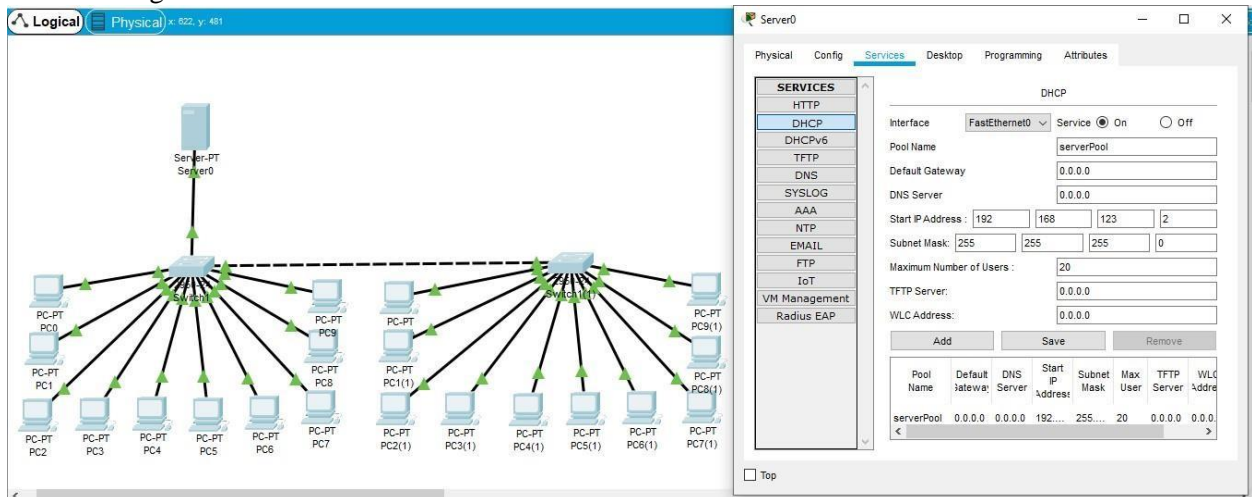 Logical Physical x: 622, y: 481
Server-PT
Server0
Switch1
Switch1(1)
PC-PT
PC0
PC-PT
PC1
PC-PT
PC2
PC-PT
PC3
PC-PT
PC4
PC-PT
PC5
PC-PT
PC6
PC-PT
PC7
PC-PT
PC8
PC-PT
PC9
PC-PT
PC-PT
PC1(1)
PC-PT
PC2(1)
PC-PT
PC3(1)
PC-PT
PC4(1)
PC-PT
PC5(1)
PC-PT
PC6(1)
PC-PT
PC7(1)
PC-PT
PC8(1)
PC-PT
PC9(1)
Server0
Physical Config Services Desktop Programming Attributes
SERVICES
HTTP
DHCP
DHCPv6
TFTP
DNS
SYSLOG
AAA
NTP
EMAIL
FTP
IoT
VM Management
Radius EAP
DHCP
Interface FastEthernet0 Service On Off
Pool Name serverPool
Default Gateway 0.0.0.0
DNS Server 0.0.0.0
Start IP Address : 192 168 123 2
Subnet Mask: 255 255 255 0
Maximum Number of Users : 20
TFTP Server: 0.0.0.0
WLC Address: 0.0.0.0
Add Save Remove
Pool Name Default DNS Server Start IP Subnet Mask Max User TFTP Server
serverPool 0.0.0.0 0.0.0.0 192.... 255.... 20 0.0.0.0 0.0.0.
Top